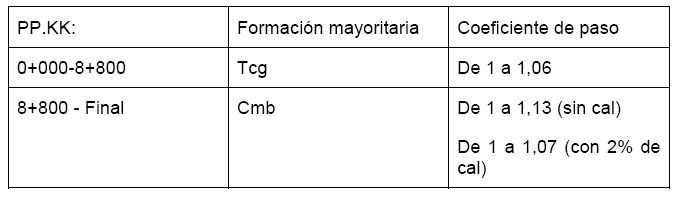 PP.KK: Formación mayoritaria Coeficiente de paso
0+000-8+800 Tcg De 1 a 1,06
8+800 - Final Cmb De 1 a 1,13 (sin cal)
De 1 a 1,07 (con 2% de
cal)